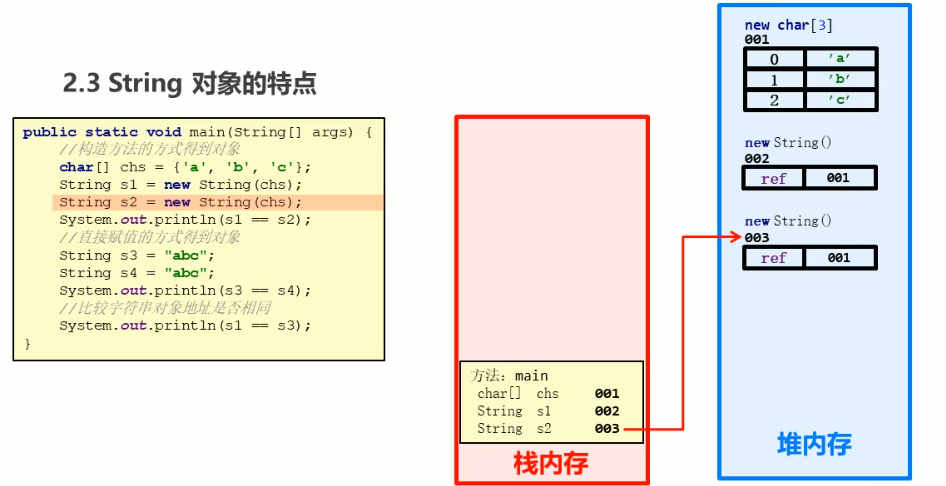 2.3 String 对象的特点
public static void main(String[] args) {
//构造方法的方式得到对象
char[] chs = {'a', 'b', 'c'};
String s1 = new String(chs);
String s2 = new String(chs);
System.out.println(s1 == s2);
//直接赋值的方式得到对象
String s3 = "abc";
String s4 = "abc";
System.out.println(s3 == s4);
//比较字符串对象地址是否相同
System.out.println(s1 == s3);
}
方法: main
char[] chs 001
String s1 002
String s2 003
栈内存
new char[3]
001
0 'a'
1 'b'
2 'c'
new String()
002
ref 001
new String()
003
ref 001
堆内存